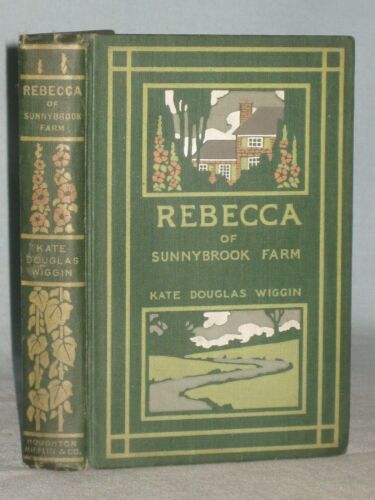 REBECCA
OF
SUNNYBROOK
FARM
KATE
DOUGLAS
WIGGIN
HOUGHTON
MIFFLIN & CO.
REBECCA
OF
SUNNYBROOK FARM
KATE DOUGLAS WIGGIN